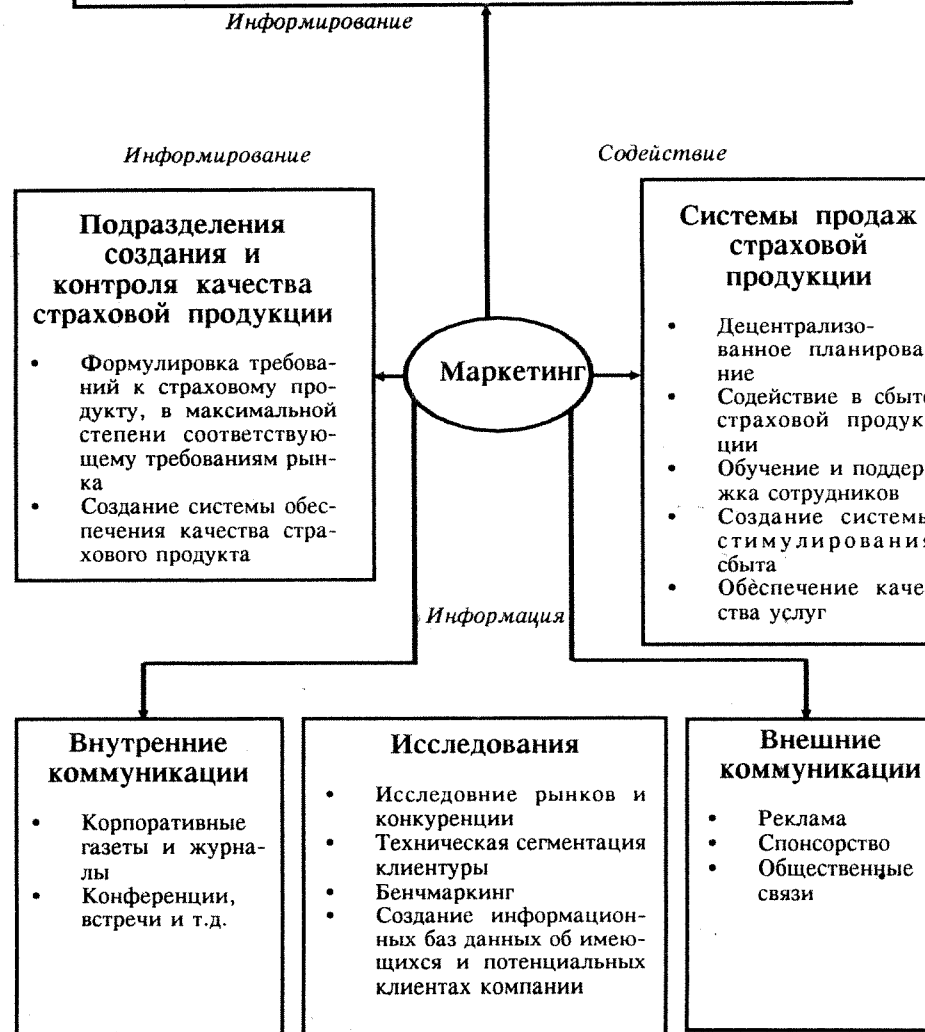 Информирование
Информирование
Содействие
Подразделения
создания и
контроля качества
страховой продукции
• Формулировка требова-
ний к страховому про-
дукту, в максимальной
степени соответствую-
щему требованиям рын-
ка
• Создание системы обес-
печения качества стра-
хового продукта
Маркетинг
Системы продаж
страховой
продукции
• Децентрализо-
ванное планирова
ние
• Содействие в сбыт
страховой продук
ции
• Обучение и поддер
жка сотрудников
• Создание системы
стимулирования
сбыта
• Обеспечение каче
ства услуг
Информация
Внутренние
коммуникации
• Корпоративные
газеты и журна-
лы
• Конференции,
встречи и т.д.
Исследования
• Исследовние рынков и
конкуренции
• Техническая сегментация
клиентуры
• Бенчмаркинг
• Создание информацион-
ных баз данных об имею-
щихся и потенциальных
клиентах компании
Внешние
коммуникации
• Реклама
• Спонсорство
• Общественные
связи